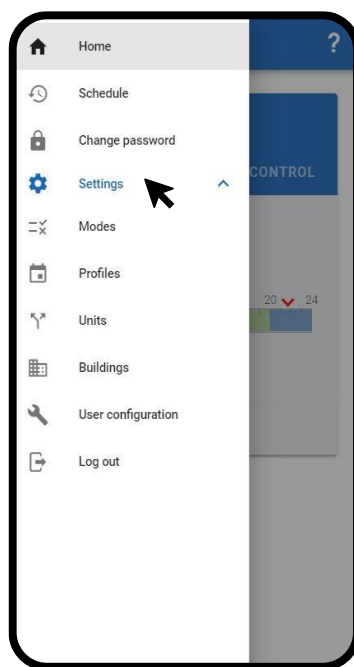 Home
?
Schedule
Change password
CONTROL
Settings
Modes
Profiles
20 24
Units
Buildings
User configuration
Log out